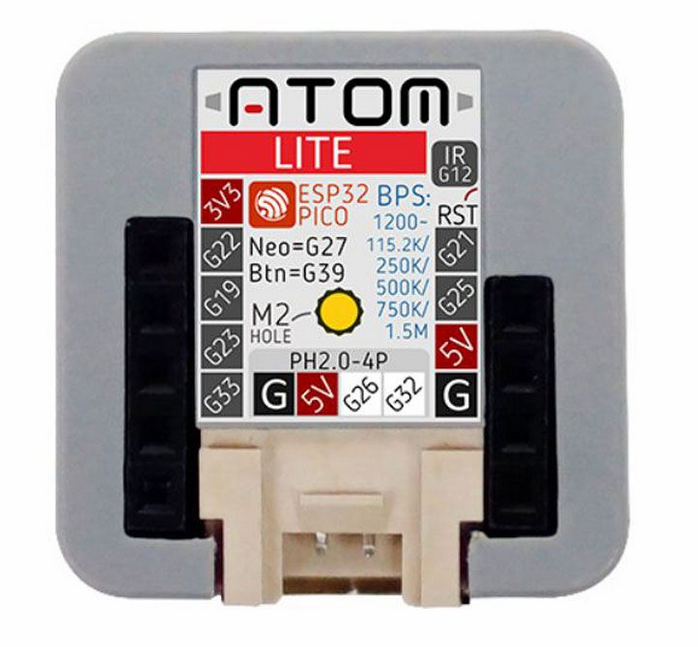 ATOM
LITE
IR
G12
3V3
ESP32
PICO
BPS:
1200-
115.2K/
250K/
500K/
750K/
1.5M
RST
G22
Neo=G27
Btn=G39
G21
G19
M2
HOLE
G25
G23
5V
PH2.0-4P
G33
G
5V
G26
G32
G